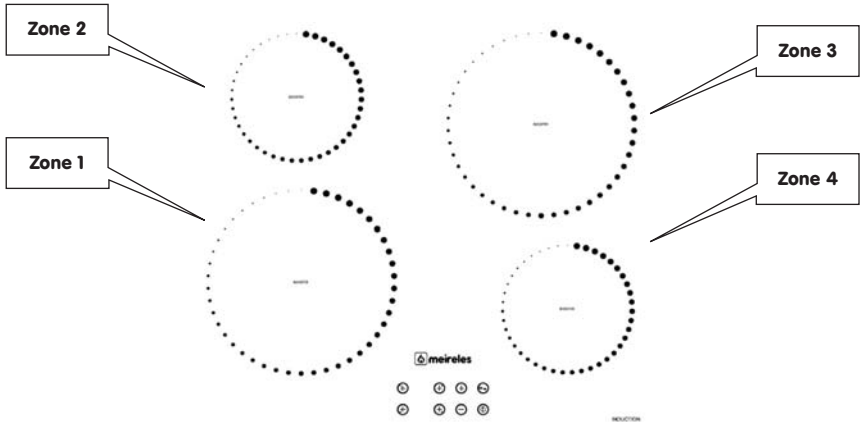 Zone 2
Zone 3
Zone 1
Zone 4
meireles
INDUCTION